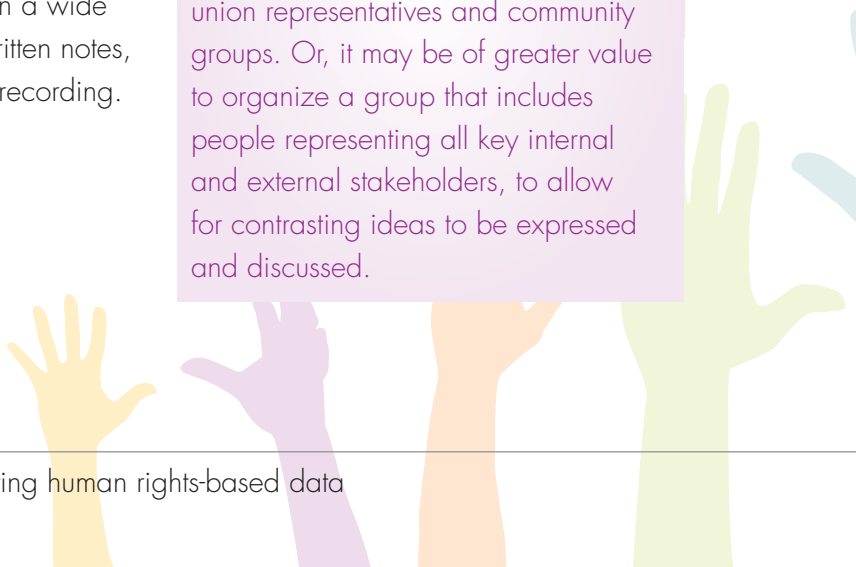 n a wide
ritten notes,
recording.
union representatives and community
groups. Or, it may be of greater value
to organize a group that includes
people representing all key internal
and external stakeholders, to allow
for contrasting ideas to be expressed
and discussed.
ting human rights-based data